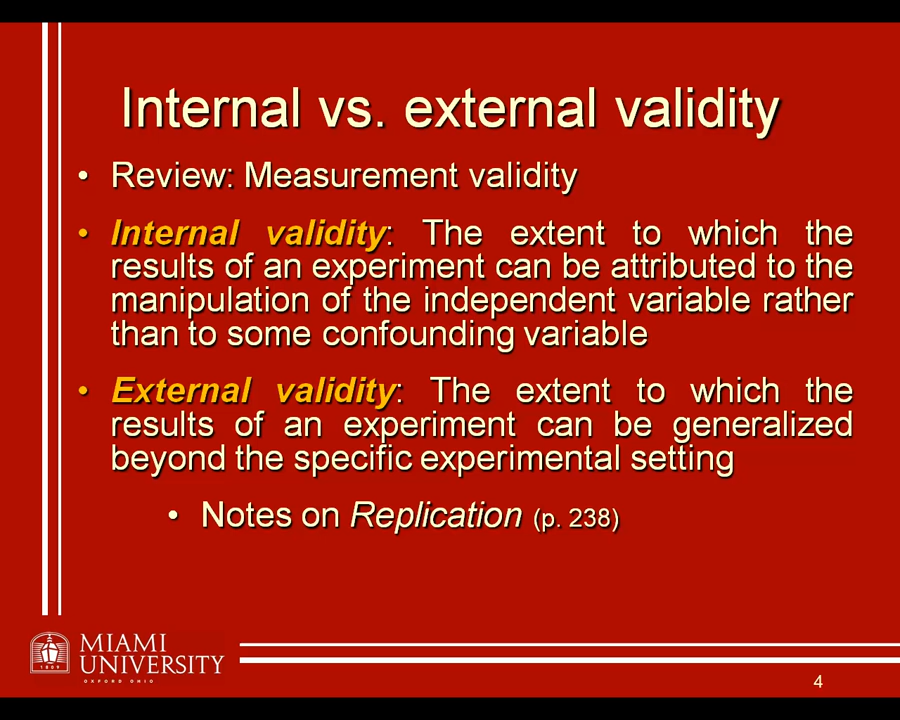 Internal vs. external validity
• Review: Measurement validity
• Internal validity: The extent to which the
results of an experiment can be attributed to the
manipulation of the independent variable rather
than to some confounding variable
• External validity: The extent to which the
results of an experiment can be generalized
beyond the specific experimental setting
• Notes on Replication (p. 238)
1809
MIAMI
UNIVERSITY
OXFORD OHIO
4